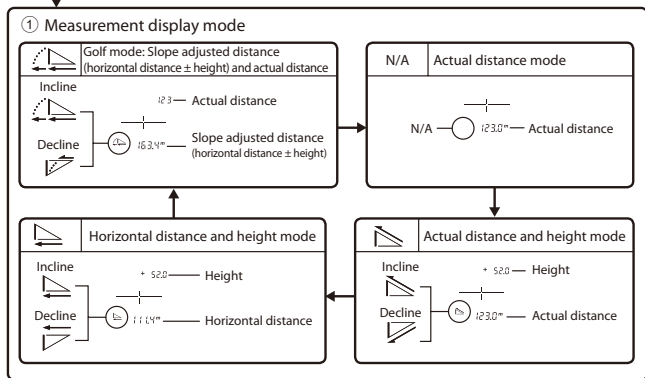 ① Measurement display mode
Golf mode: Slope adjusted distance
(horizontal distance ± height) and actual distance
Incline
123
Actual distance
Decline
163.4m
Slope adjusted distance
(horizontal distance ± height)
N/A
Actual distance mode
N/A
123.0m
Actual distance
Horizontal distance and height mode
Incline
+ 52.0
Height
Decline
111.4m
Horizontal distance
Actual distance and height mode
Incline
+ 52.0
Height
Decline
123.0m
Actual distance